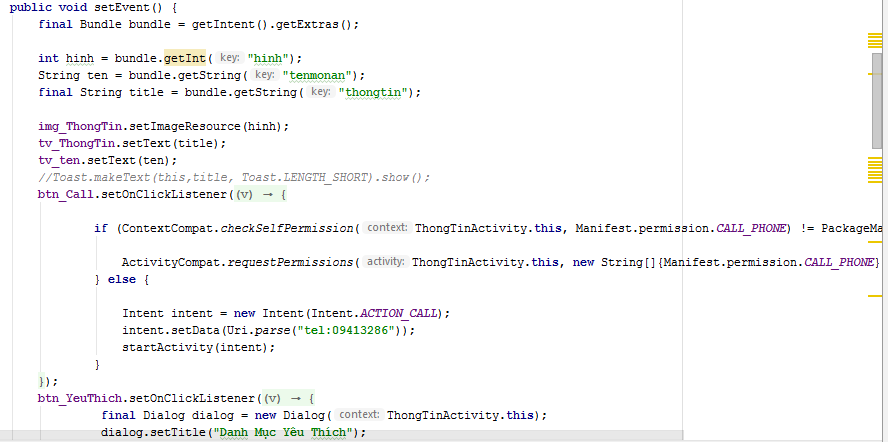 public void setEvent() {
final Bundle bundle = getIntent().getExtras();
int hinh = bundle.getInt( key: "hinh");
String ten = bundle.getString( key: "tenmonan");
final String title = bundle.getString( key: "thongtin");
img_ThongTin.setImageResource(hinh);
tv_ThongTin.setText(title);
tv_ten.setText(ten);
//Toast.makeText(this,title, Toast.LENGTH_SHORT).show();
btn_Call.setOnClickListener((v) → {
if (ContextCompat.checkSelfPermission( context: ThongTinActivity.this, Manifest.permission.CALL_PHONE) != PackageMa
ActivityCompat.requestPermissions( activity: ThongTinActivity.this, new String[]{Manifest.permission.CALL_PHONE}
} else {
Intent intent = new Intent(Intent.ACTION_CALL);
intent.setData(Uri.parse("tel:09413286"));
startActivity(intent);
}
});
btn_YeuThich.setOnClickListener((v) → {
final Dialog dialog = new Dialog( context: ThongTinActivity.this);
dialog.setTitle("Danh Mục Yêu Thích");